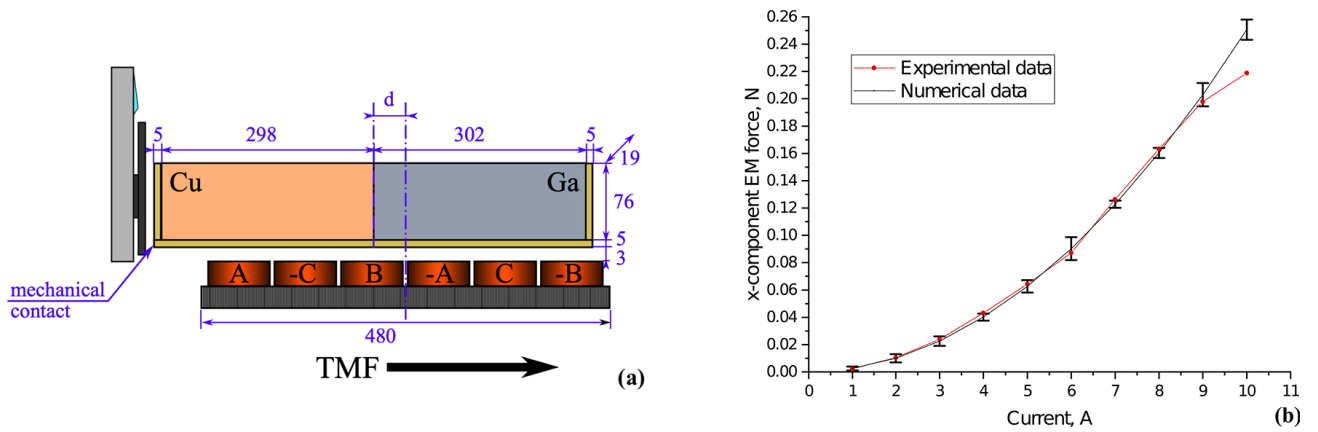 d
5
298
302
5
19
Cu
Ga
76
5
3
mechanical
contact
A
-C
B
-A
C
-B
480
TMF
(a)
x-component EM force, N
0.26
0.24
0.22
0.20
0.18
0.16
0.14
0.12
0.10
0.08
0.06
0.04
0.02
0.00
Experimental data
Numerical data
0 1 2 3 4 5 6 7 8 9 10 11
Current, A
(b)